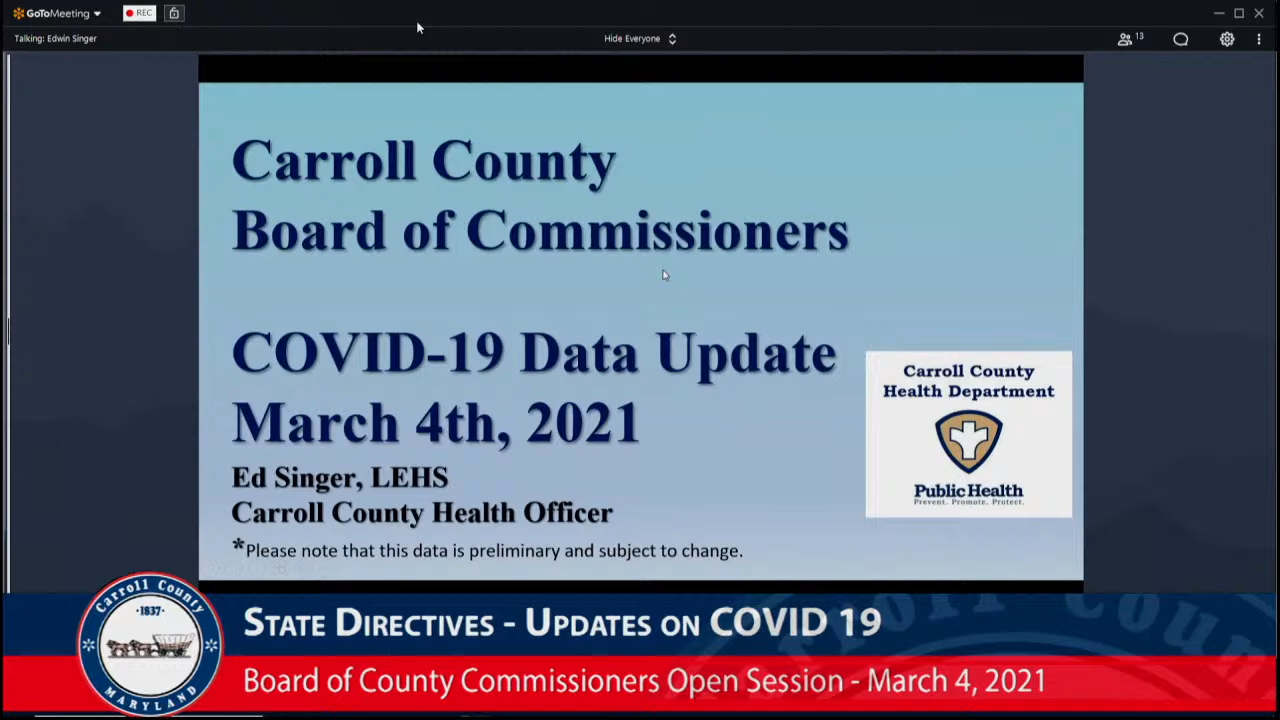 GoToMeeting
REC
Talking: Edwin Singer
Hide Everyone
13
Carroll County
Board of Commissioners
COVID-19 Data Update
March 4th, 2021
Ed Singer, LEHS
Carroll County Health Officer
*Please note that this data is preliminary and subject to change.
Carroll County
Health Department
Public Health
Prevent. Promote. Protect.
Carroll County
·1837·
MARYLAND
STATE DIRECTIVES - UPDATES ON COVID 19
Board of County Commissioners Open Session - March 4, 2021